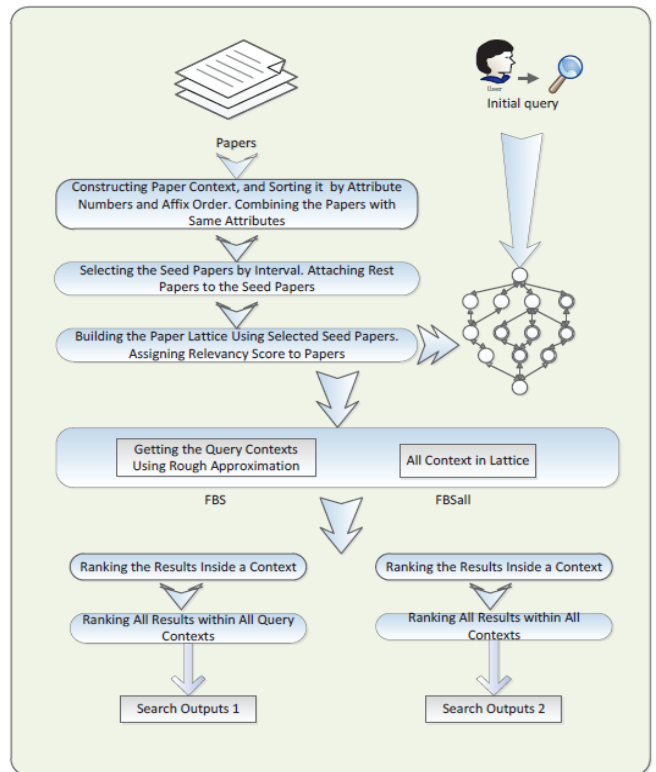 User
Initial query
Papers
Constructing Paper Context, and Sorting it by Attribute
Numbers and Affix Order. Combining the Papers with
Same Attributes
Selecting the Seed Papers by Interval. Attaching Rest
Papers to the Seed Papers
Building the Paper Lattice Using Selected Seed Papers.
Assigning Relevancy Score to Papers
Getting the Query Contexts
Using Rough Approximation
All Context in Lattice
FBS
FBSall
Ranking the Results Inside a Context
Ranking the Results Inside a Context
Ranking All Results within All Query
Contexts
Ranking All Results within All
Contexts
Search Outputs 1
Search Outputs 2